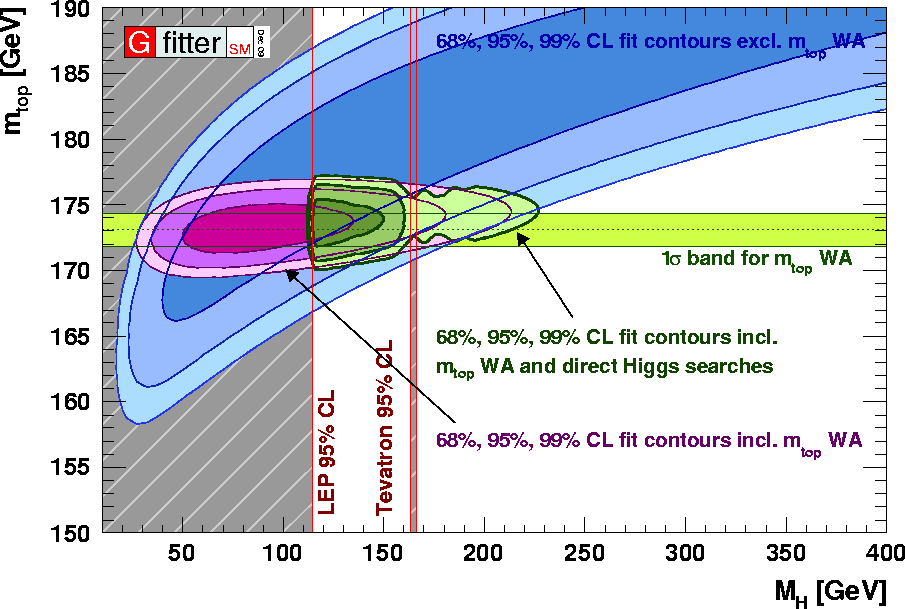 G fitter SM Dec 09
68%, 95%, 99% CL fit contours excl. m_top WA
m_top [GeV]
190
185
180
175
170
165
160
155
150
1σ band for m_top WA
68%, 95%, 99% CL fit contours incl.
m_top WA and direct Higgs searches
68%, 95%, 99% CL fit contours incl. m_top WA
LEP 95% CL
Tevatron 95% CL
50 100 150 200 250 300 350 400
M_H [GeV]